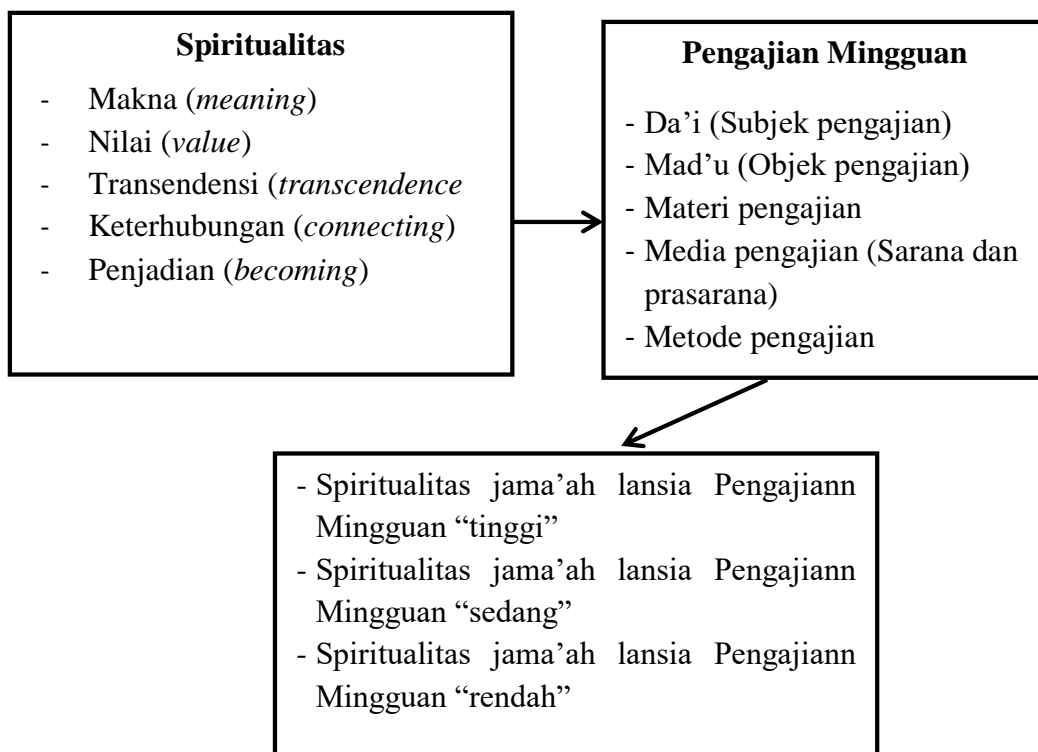 Spiritualitas
- Makna (meaning)
- Nilai (value)
- Transendensi (transcendence
- Keterhubungan (connecting)
- Penjadian (becoming)
Pengajian Mingguan
- Da’i (Subjek pengajian)
- Mad’u (Objek pengajian)
- Materi pengajian
- Media pengajian (Sarana dan
prasarana)
- Metode pengajian
- Spiritualitas jama’ah lansia Pengajiann
Mingguan “tinggi”
- Spiritualitas jama’ah lansia Pengajiann
Mingguan “sedang”
- Spiritualitas jama’ah lansia Pengajiann
Mingguan “rendah”